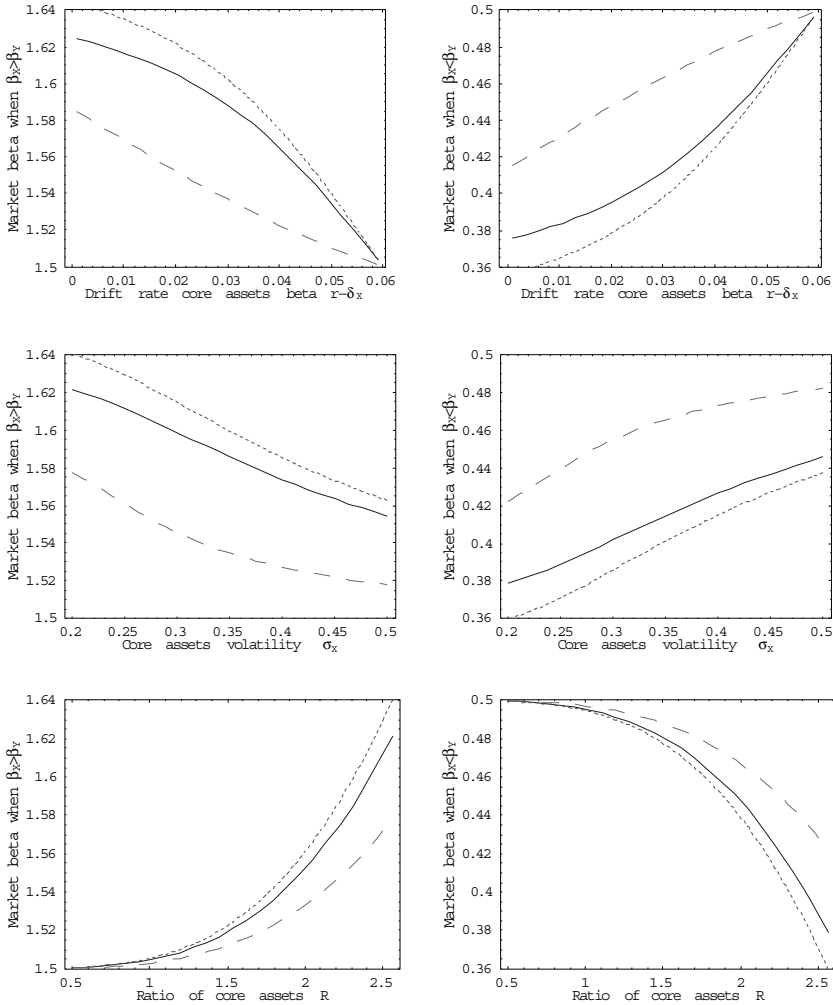 Market beta when βX>βY
1.64
1.62
1.6
1.58
1.56
1.54
1.52
1.5
0 0.01 0.02 0.03 0.04 0.05 0.06
Drift rate core assets beta r−δX
Market beta when βX<βY
0.5
0.48
0.46
0.44
0.42
0.4
0.38
0.36
0 0.01 0.02 0.03 0.04 0.05 0.06
Drift rate core assets beta r−δX
Market beta when βX>βY
1.64
1.62
1.6
1.58
1.56
1.54
1.52
1.5
0.2 0.25 0.3 0.35 0.4 0.45 0.5
Core assets volatility σX
Market beta when βX<βY
0.5
0.48
0.46
0.44
0.42
0.4
0.38
0.36
0.2 0.25 0.3 0.35 0.4 0.45 0.5
Core assets volatility σX
Market beta when βX>βY
1.64
1.62
1.6
1.58
1.56
1.54
1.52
1.5
0.5 1 1.5 2 2.5
Ratio of core assets R
Market beta when βX<βY
0.5
0.48
0.46
0.44
0.42
0.4
0.38
0.36
0.5 1 1.5 2 2.5
Ratio of core assets R